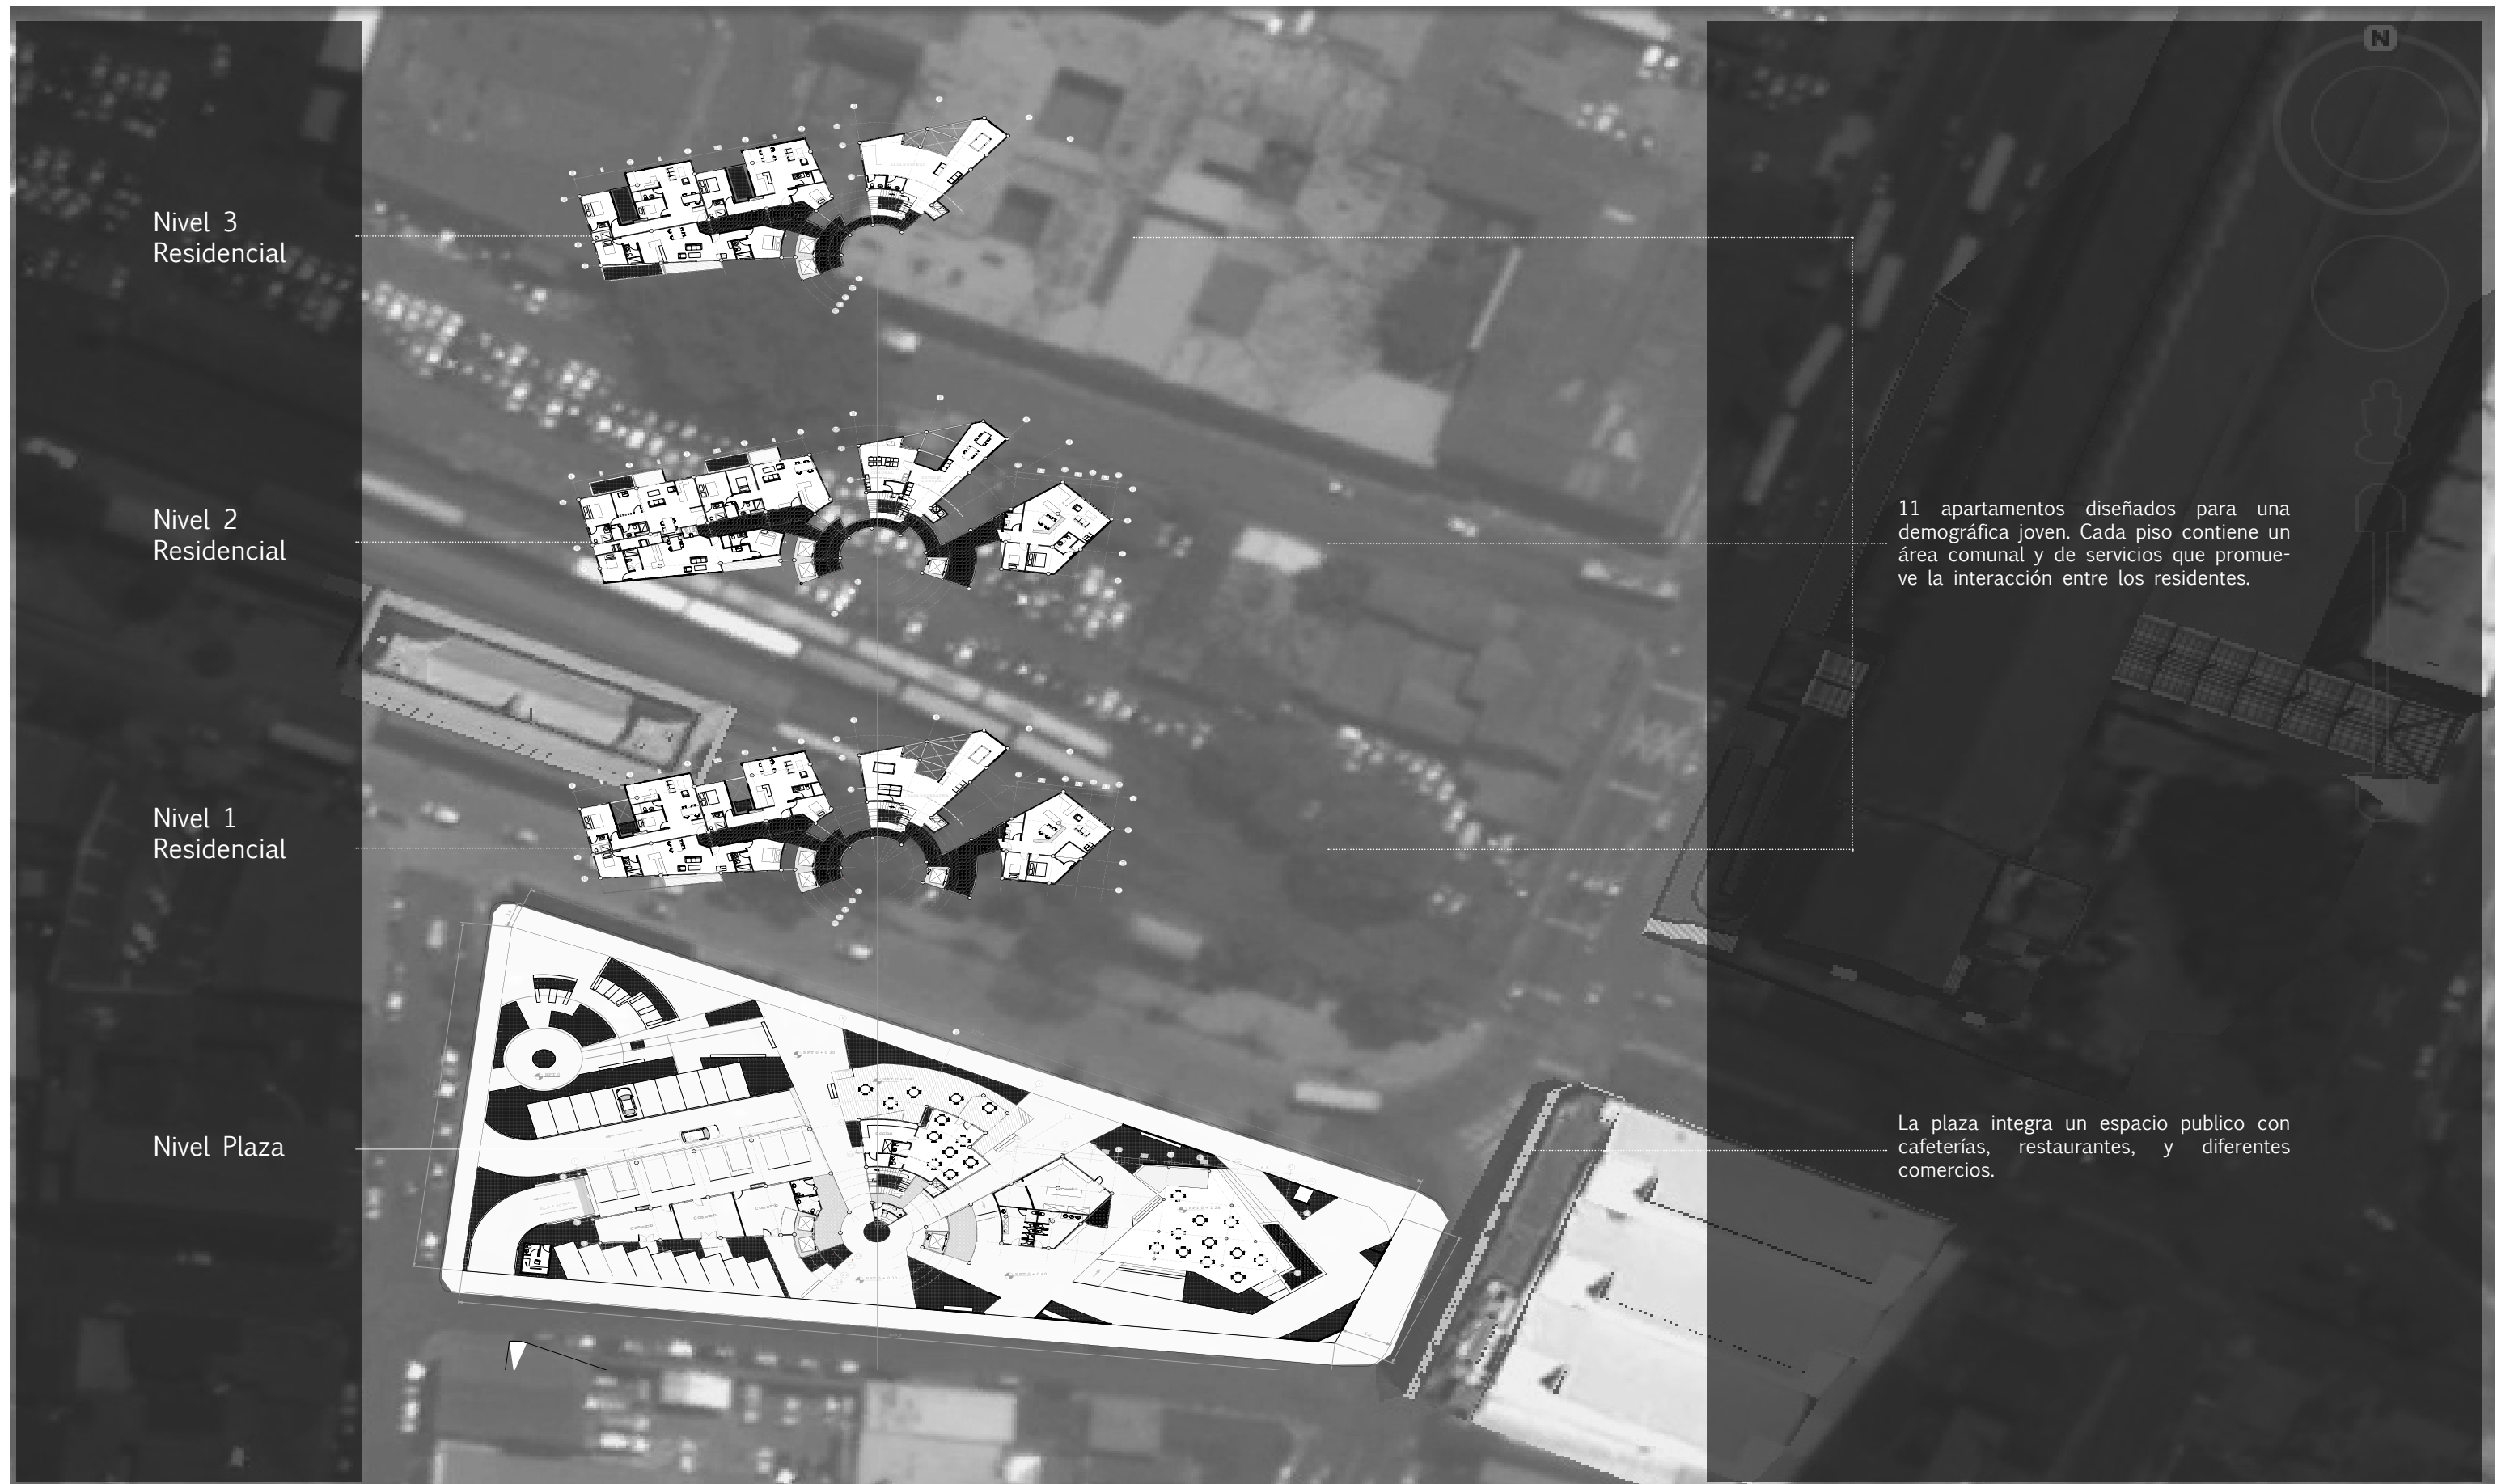 N
Nivel 3
Residencial
Nivel 2
Residencial
11 apartamentos diseñados para una
demográfica joven. Cada piso contiene un
área comunal y de servicios que promue-
ve la interacción entre los residentes.
Nivel 1
Residencial
Nivel Plaza
La plaza integra un espacio publico con
cafeterías, restaurantes, y diferentes
comercios.